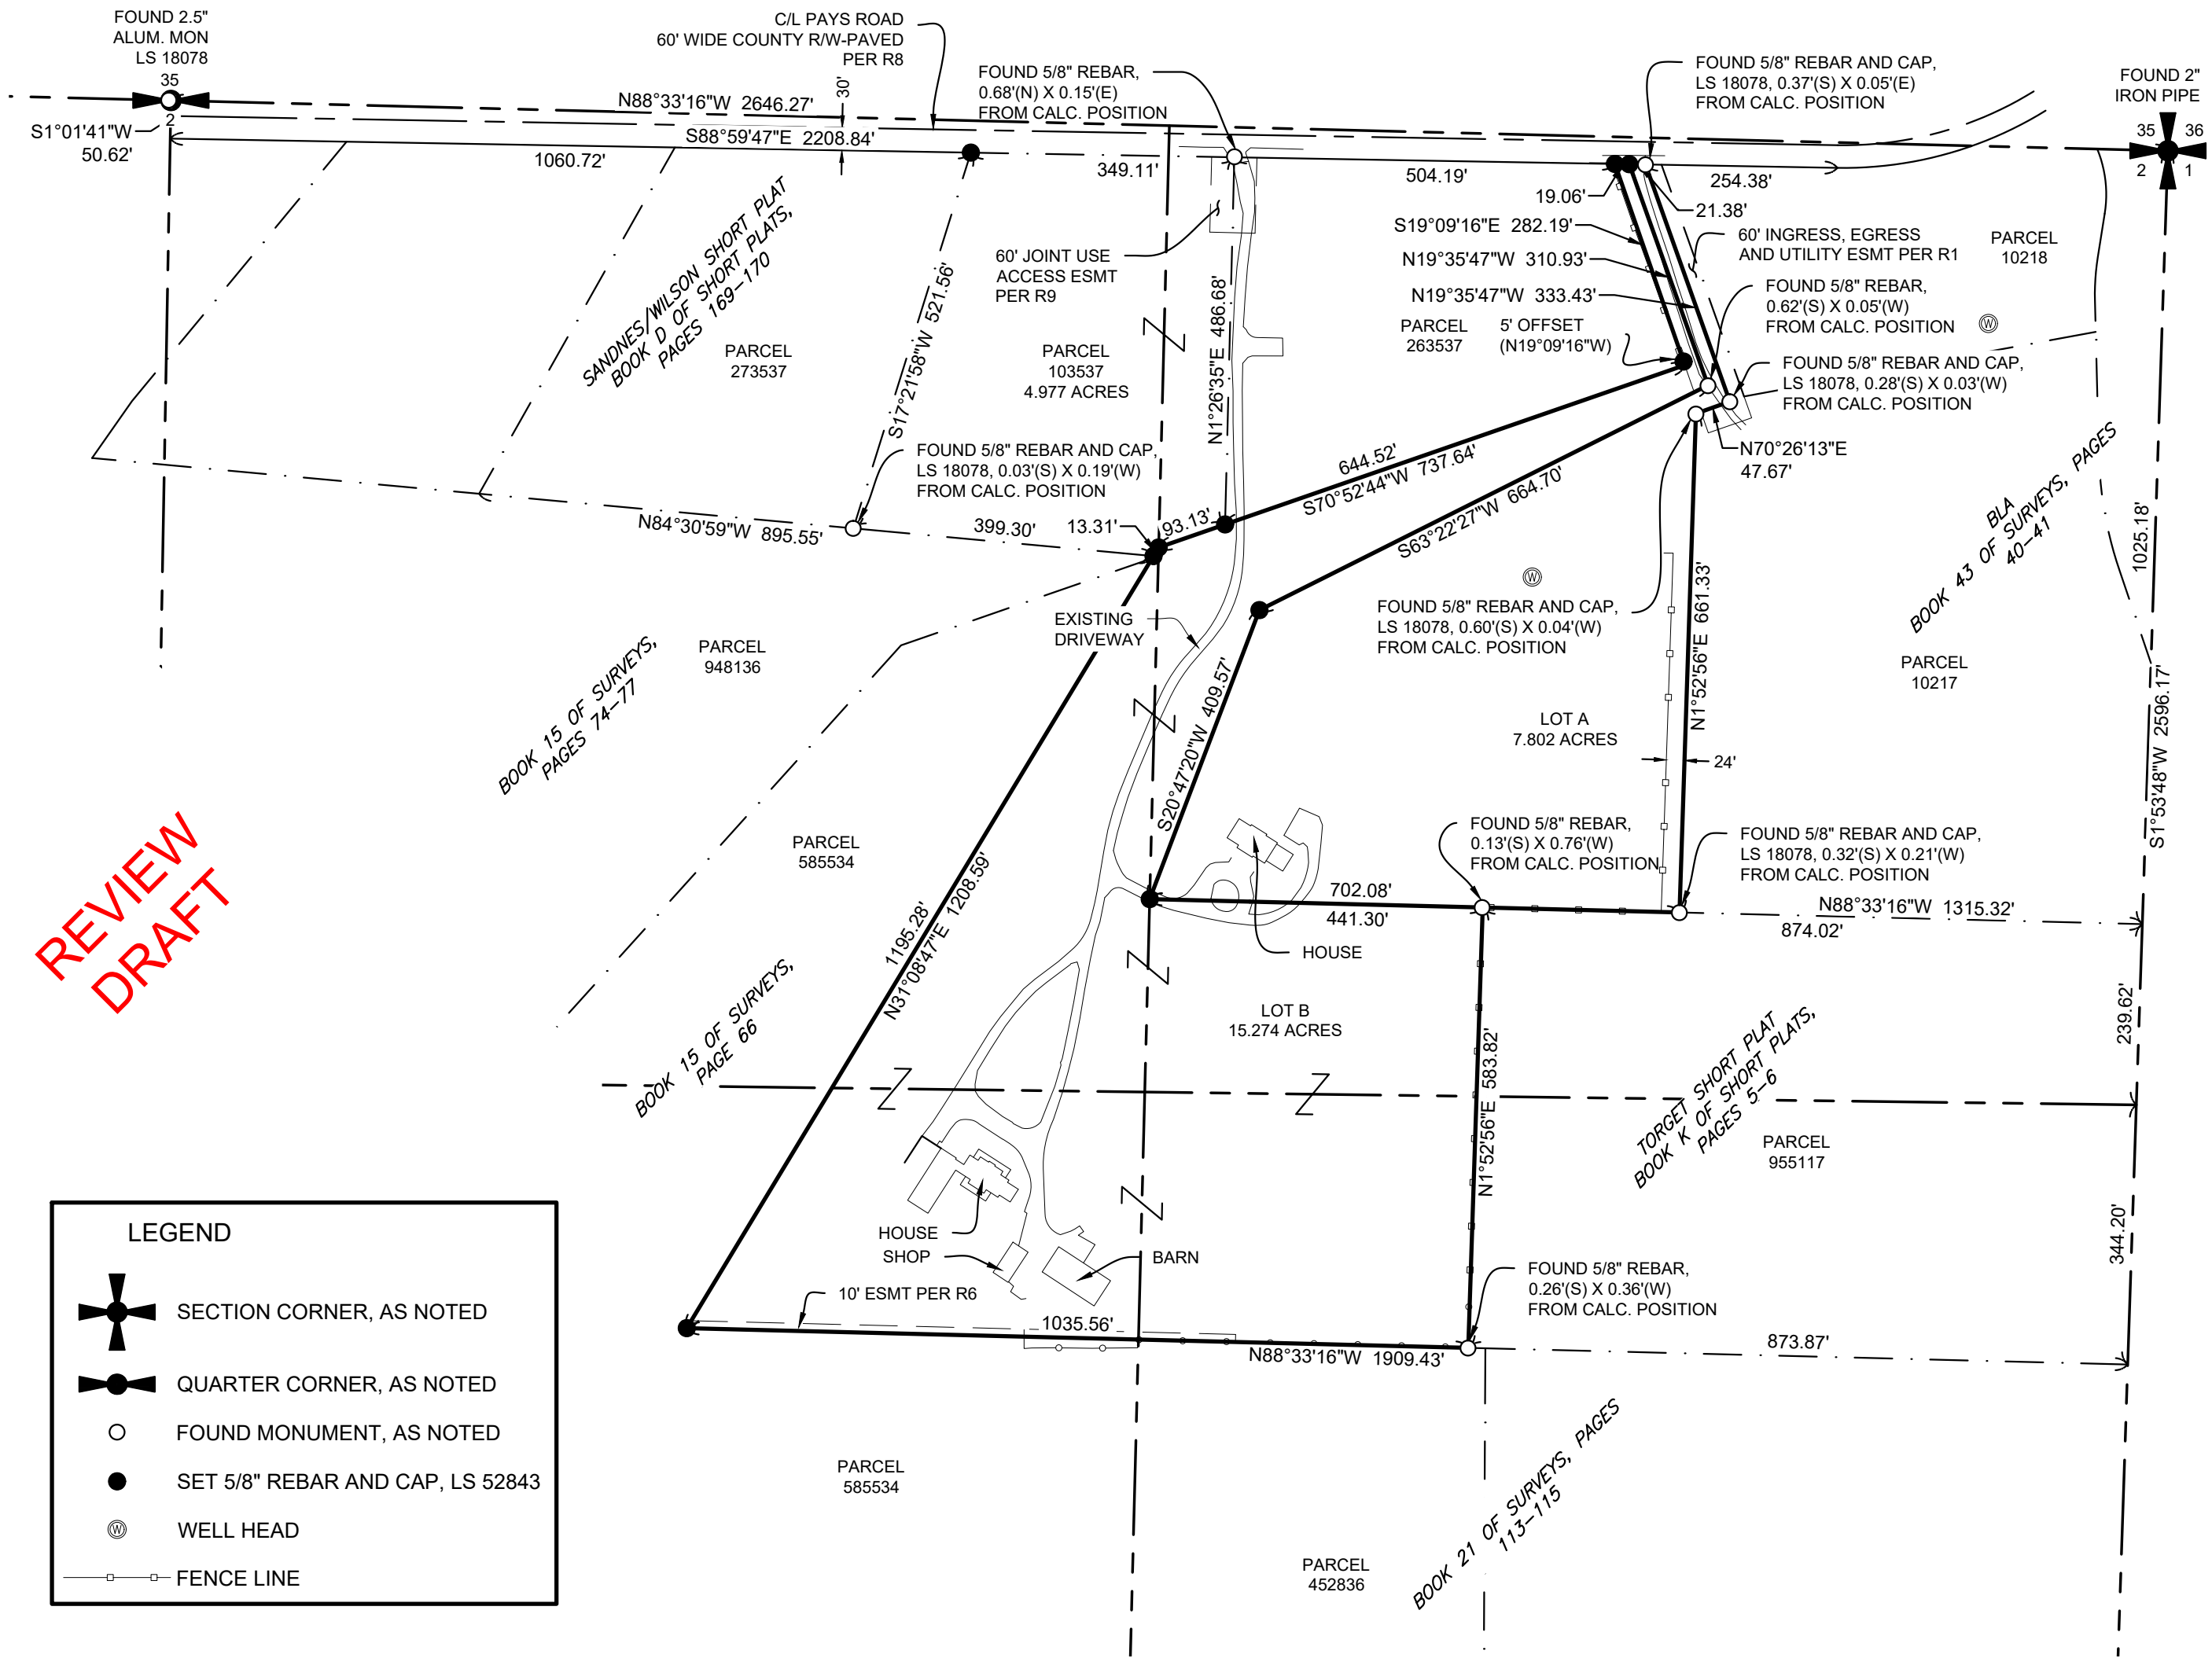 FOUND 2.5"
ALUM. MON
LS 18078
35
2
S1°01'41"W
50.62'
C/L PAYS ROAD
60' WIDE COUNTY R/W-PAVED
PER R8
30'
N88°33'16"W 2646.27'
S88°59'47"E 2208.84'
1060.72'
349.11'
504.19'
254.38'
FOUND 5/8" REBAR,
0.68'(N) X 0.15'(E)
FROM CALC. POSITION
FOUND 5/8" REBAR AND CAP,
LS 18078, 0.37'(S) X 0.05'(E)
FROM CALC. POSITION
FOUND 2"
IRON PIPE
35
36
2
1
19.06'
21.38'
S19°09'16"E 282.19'
N19°35'47"W 310.93'
N19°35'47"W 333.43'
60' INGRESS, EGRESS
AND UTILITY ESMT PER R1
PARCEL
10218
W
SANDNES/WILSON SHORT PLAT
BOOK D OF SHORT PLATS,
PAGES 169-170
PARCEL
273537
S17°21'58"W 521.56'
60' JOINT USE
ACCESS ESMT
PER R9
PARCEL
103537
4.977 ACRES
N1°26'35"E 486.68'
PARCEL
263537
5' OFFSET
(N19°09'16"W)
FOUND 5/8" REBAR,
0.62'(S) X 0.05'(W)
FROM CALC. POSITION
FOUND 5/8" REBAR AND CAP,
LS 18078, 0.28'(S) X 0.03'(W)
FROM CALC. POSITION
N70°26'13"E
47.67'
FOUND 5/8" REBAR AND CAP,
LS 18078, 0.03'(S) X 0.19'(W)
FROM CALC. POSITION
N84°30'59"W 895.55'
399.30'
13.31'
93.13'
644.52'
S70°52'44"W 737.64'
S63°22'27"W 664.70'
BLA
BOOK 43 OF SURVEYS, PAGES
40-41
1025.18'
W
FOUND 5/8" REBAR AND CAP,
LS 18078, 0.60'(S) X 0.04'(W)
FROM CALC. POSITION
N1°52'56"E 661.33'
EXISTING
DRIVEWAY
PARCEL
948136
BOOK 15 OF SURVEYS,
PAGES 74-77
PARCEL
10217
S1°53'48"W 2596.17'
LOT A
7.802 ACRES
24'
S20°47'20"W 409.57'
PARCEL
585534
FOUND 5/8" REBAR,
0.13'(S) X 0.76'(W)
FROM CALC. POSITION
FOUND 5/8" REBAR AND CAP,
LS 18078, 0.32'(S) X 0.21'(W)
FROM CALC. POSITION
REVIEW
DRAFT
1195.28'
N31°08'47"E 1208.59'
702.08'
441.30'
HOUSE
N88°33'16"W 1315.32'
874.02'
BOOK 15 OF SURVEYS,
PAGE 66
LOT B
15.274 ACRES
N1°52'56"E 583.82'
239.62'
TORGET SHORT PLAT
BOOK K OF SHORT PLATS,
PAGES 5-6
PARCEL
955117
344.20'
HOUSE
SHOP
BARN
10' ESMT PER R6
1035.56'
N88°33'16"W 1909.43'
FOUND 5/8" REBAR,
0.26'(S) X 0.36'(W)
FROM CALC. POSITION
873.87'
PARCEL
585534
PARCEL
452836
BOOK 21 OF SURVEYS, PAGES
113-115
LEGEND
SECTION CORNER, AS NOTED
QUARTER CORNER, AS NOTED
FOUND MONUMENT, AS NOTED
SET 5/8" REBAR AND CAP, LS 52843
W
WELL HEAD
FENCE LINE